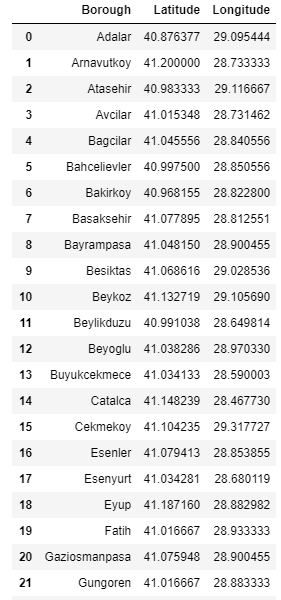 Borough Latitude Longitude
0 Adalar 40.876377 29.095444
1 Arnavutkoy 41.200000 28.733333
2 Atasehir 40.983333 29.116667
3 Avcilar 41.015348 28.731462
4 Bagcilar 41.045556 28.840556
5 Bahcelievler 40.997500 28.850556
6 Bakirkoy 40.968155 28.822800
7 Basaksehir 41.077895 28.812551
8 Bayrampasa 41.048150 28.900455
9 Besiktas 41.068616 29.028536
10 Beykoz 41.132719 29.105690
11 Beylikduzu 40.991038 28.649814
12 Beyoglu 41.038286 28.970330
13 Buyukcekmece 41.034133 28.590003
14 Catalca 41.148239 28.467730
15 Cekmekoy 41.104235 29.317727
16 Esenler 41.079413 28.853855
17 Esenyurt 41.034281 28.680119
18 Eyup 41.187160 28.882982
19 Fatih 41.016667 28.933333
20 Gaziosmanpasa 41.075948 28.900455
21 Gungoren 41.016667 28.883333